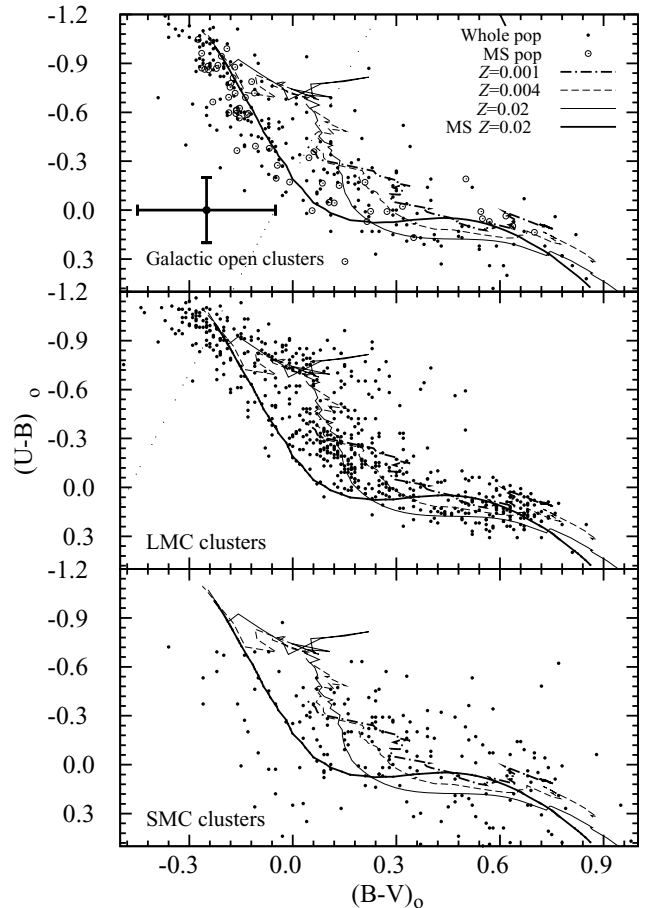 Whole pop
MS pop
Z=0.001
Z=0.004
Z=0.02
MS Z=0.02
-1.2
-0.9
-0.6
-0.3
0.0
0.3
Galactic open clusters
-1.2
-0.9
-0.6
-0.3
0.0
0.3
LMC clusters
(U-B)o
-1.2
-0.9
-0.6
-0.3
0.0
0.3
SMC clusters
-0.3 0.0 0.3 0.6 0.9
(B-V)o